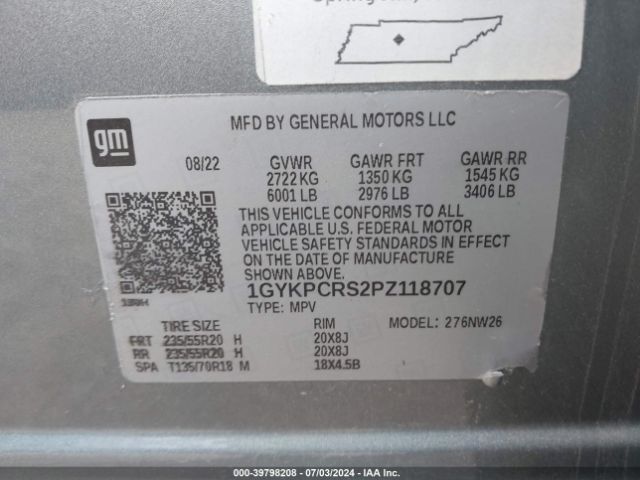 gm
MFD BY GENERAL MOTORS LLC
08/22 GVWR GAWR FRT GAWR RR
2722 KG 1350 KG 1545 KG
6001 LB 2976 LB 3406 LB
THIS VEHICLE CONFORMS TO ALL
APPLICABLE U.S. FEDERAL MOTOR
VEHICLE SAFETY STANDARDS IN EFFECT
ON THE DATE OF MANUFACTURE
SHOWN ABOVE.
1GYKPCRS2PZ118707
TYPE: MPV
TIRE SIZE RIM MODEL: 276NW26
FRT 235/55R20 H 20X8J
RR 235/55R20 H 20X8J
SPA T135/70R18 M 18X4.5B
000-39798208 - 07/03/2024 - IAA Inc.